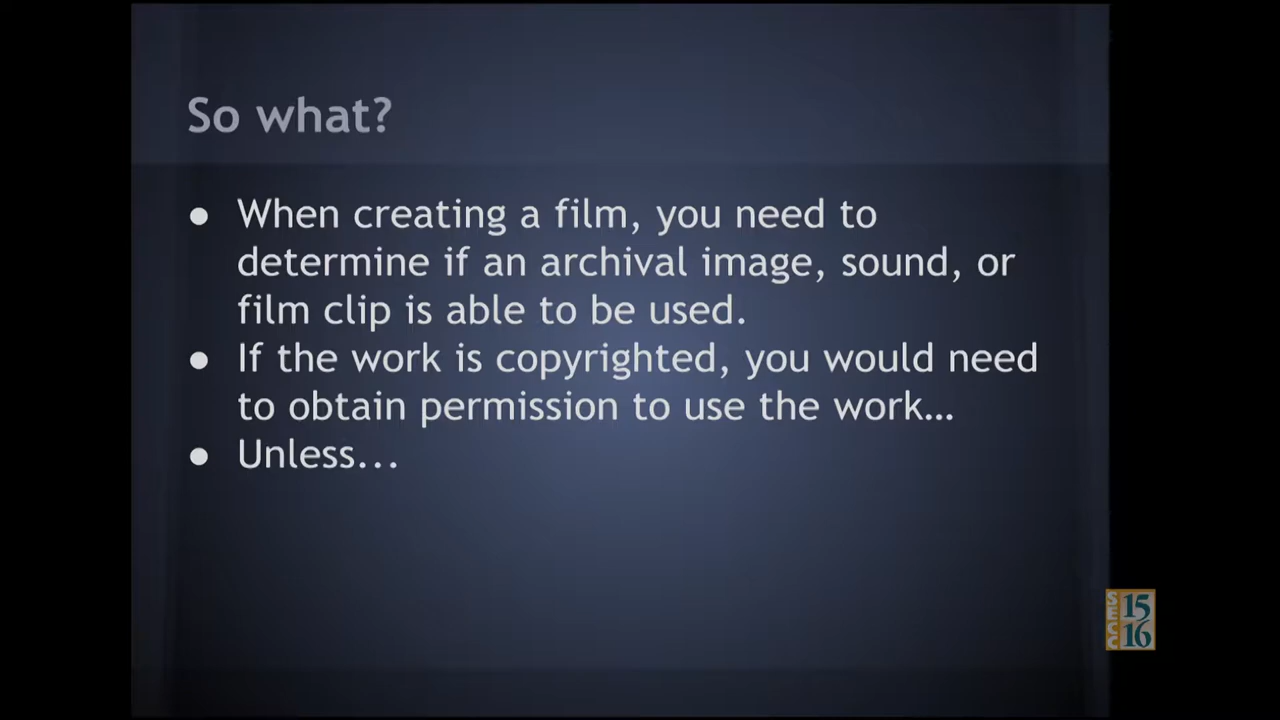 So what?
● When creating a film, you need to
determine if an archival image, sound, or
film clip is able to be used.
● If the work is copyrighted, you would need
to obtain permission to use the work…
● Unless...
SECC
15
16